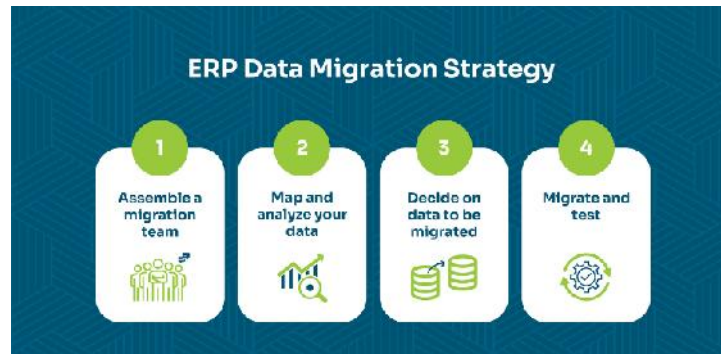 ERP Data Migration Strategy
1
Assemble a
migration
team
2
Map and
analyze your
data
3
Decide on
data to be
migrated
4
Migrate and
test